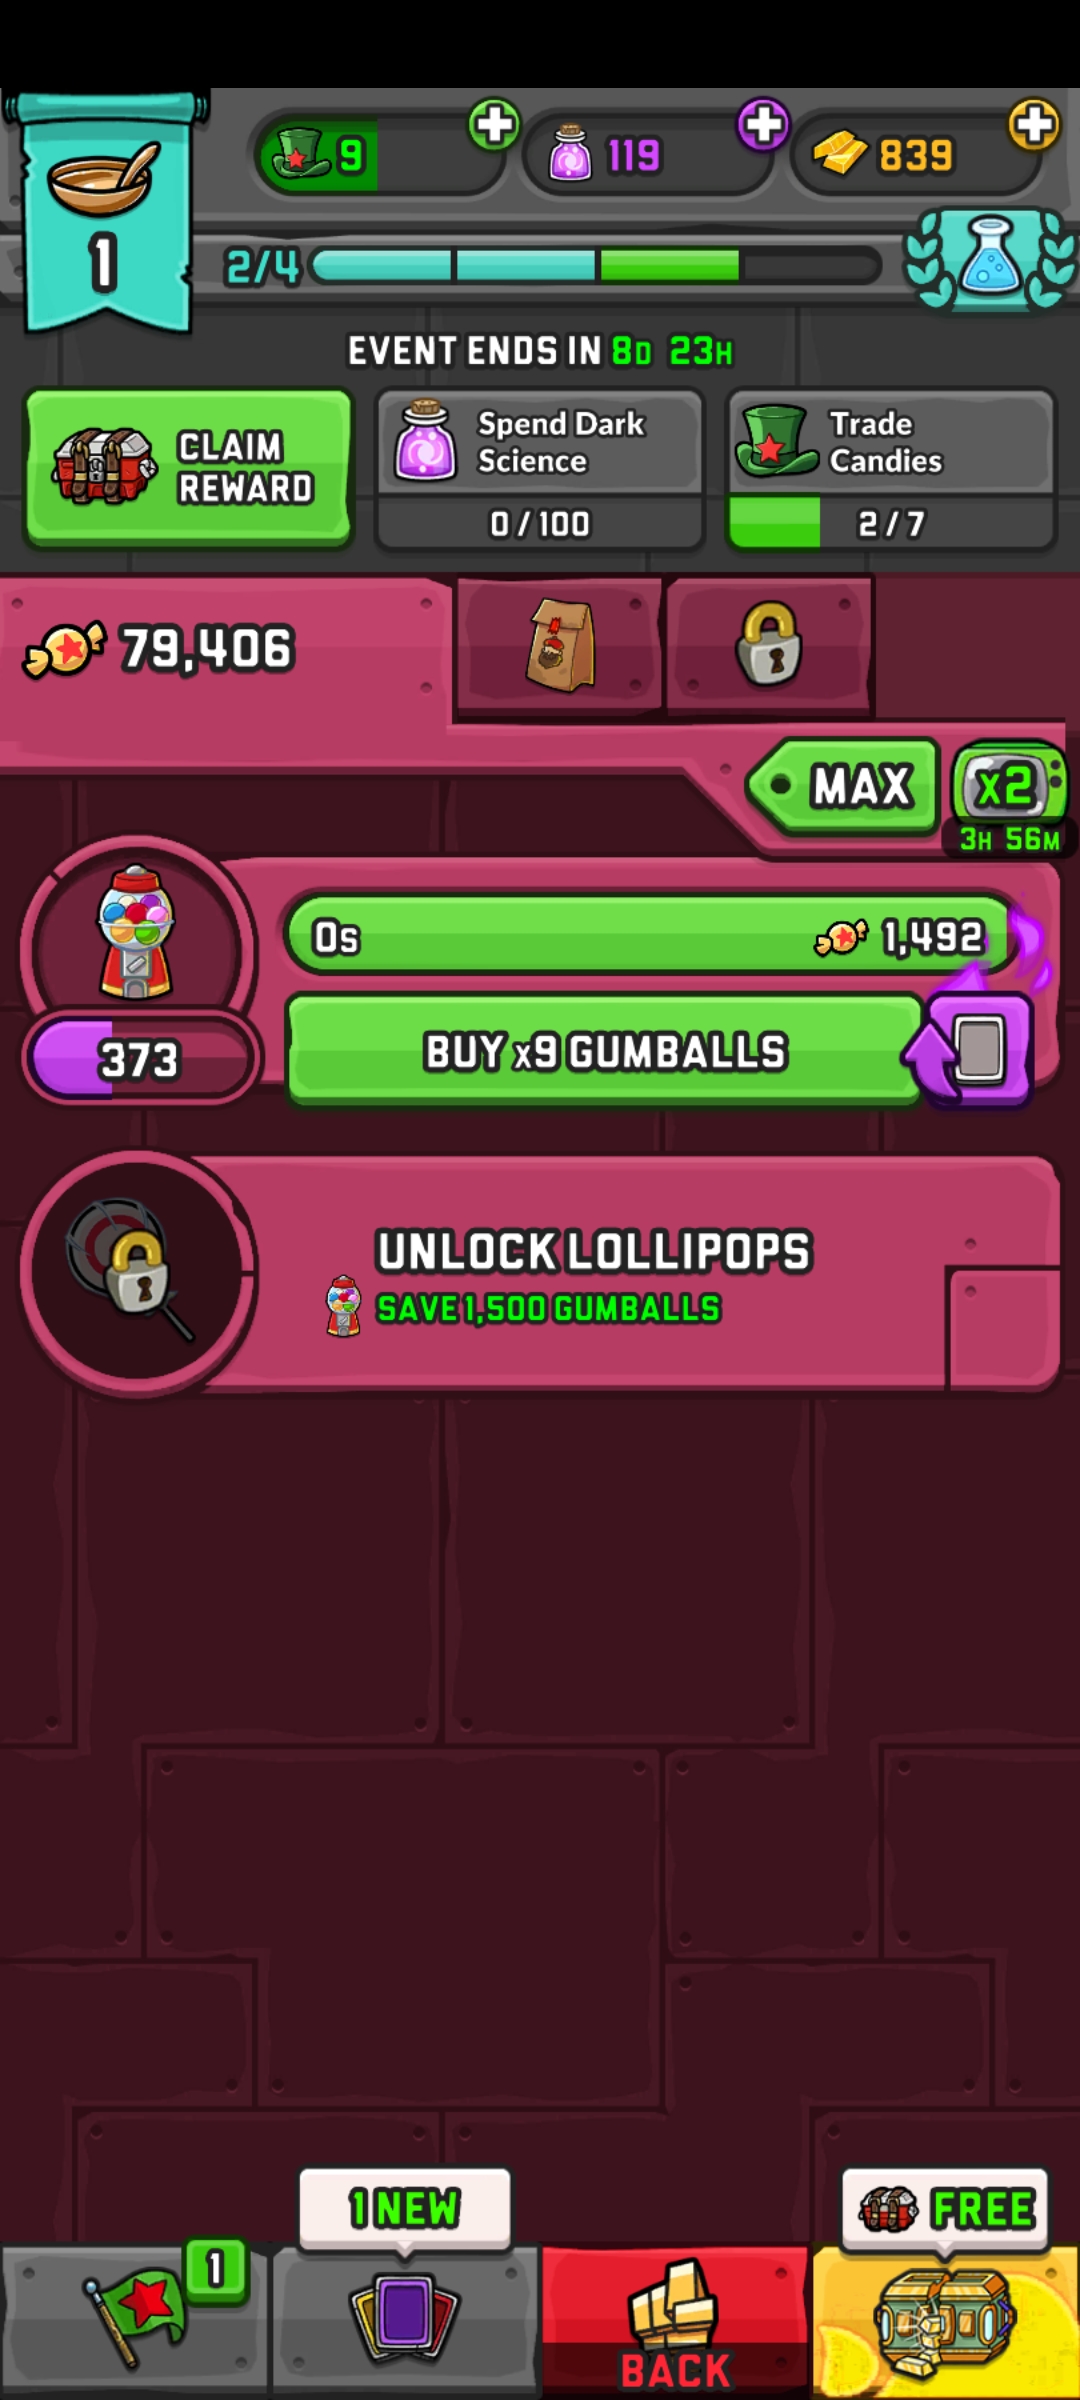 9
119
839
1
2/4
EVENT ENDS IN 8D 23H
CLAIM
REWARD
Spend Dark
Science
0/100
Trade
Candies
2/7
79,406
MAX
x2
3H 56M
0s
1,492
373
BUY x9 GUMBALLS
UNLOCK LOLLIPOPS
SAVE 1,500 GUMBALLS
1 NEW
FREE
1
BACK